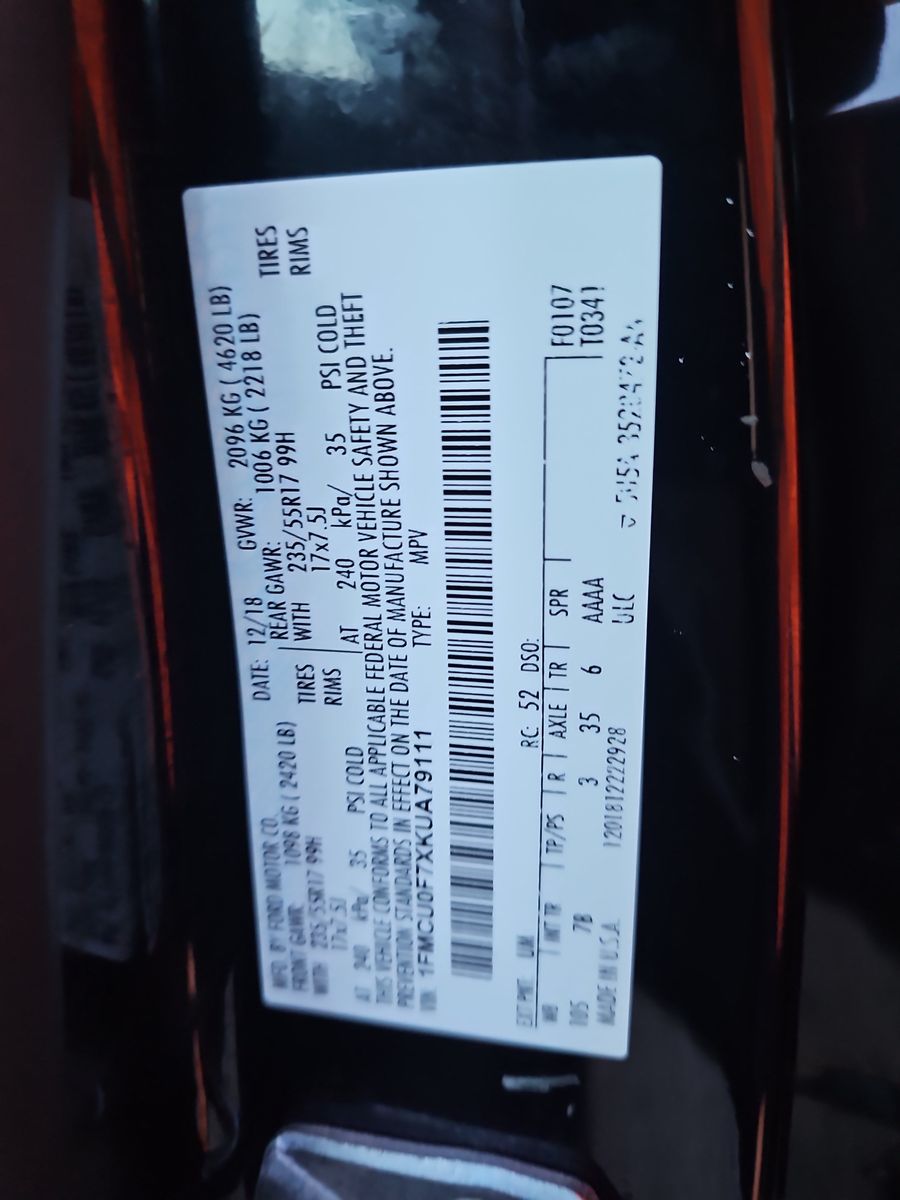 MFD. BY FORD MOTOR CO. DATE: 12/18 GVWR: 2096 KG ( 4620 LB)
FRONT GAWR: 1098 KG ( 2420 LB) REAR GAWR: 1006 KG ( 2218 LB)
WITH 235/55R17 99H TIRES WITH 235/55R17 99H TIRES
17x7.5J RIMS 17x7.5J RIMS
AT 240 kPa/ 35 PSI COLD AT 240 kPa/ 35 PSI COLD
THIS VEHICLE CONFORMS TO ALL APPLICABLE FEDERAL MOTOR VEHICLE SAFETY AND THEFT
PREVENTION STANDARDS IN EFFECT ON THE DATE OF MANUFACTURE SHOWN ABOVE.
VIN: 1FMCU0F7XKUA79111 TYPE: MPV
EXT PNT: UM RC: 52 DSO:
WB INT TR TP/PS R AXLE TR SPR F0107
105 7B 3 35 6 AAAA T0341
MADE IN U.S.A. 1201812222928 ULC